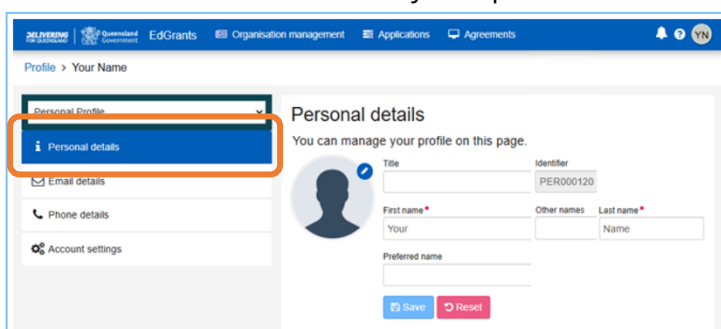 DELIVERING FOR QUEENSLAND Queensland Government EdGrants Organisation management Applications Agreements YN
Profile > Your Name
Personal Profile
Personal details
Email details
Phone details
Account settings
Personal details
You can manage your profile on this page.
Title Identifier
PER000120
First name* Other names Last name*
Your Name
Preferred name
Save Reset